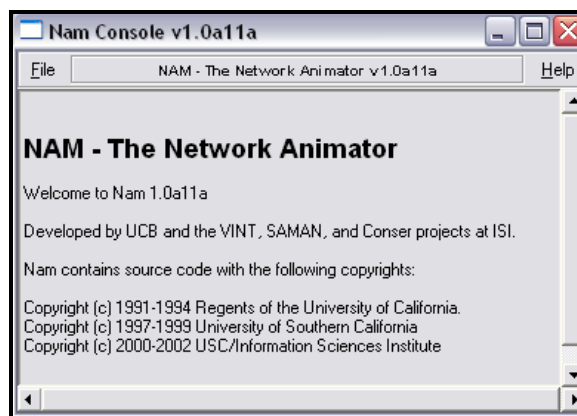 Nam Console v1.0a11a
File NAM - The Network Animator v1.0a11a Help
NAM - The Network Animator
Welcome to Nam 1.0a11a
Developed by UCB and the VINT, SAMAN, and Conser projects at ISI.
Nam contains source code with the following copyrights:
Copyright (c) 1991-1994 Regents of the University of California.
Copyright (c) 1997-1999 University of Southern California
Copyright (c) 2000-2002 USC/Information Sciences Institute